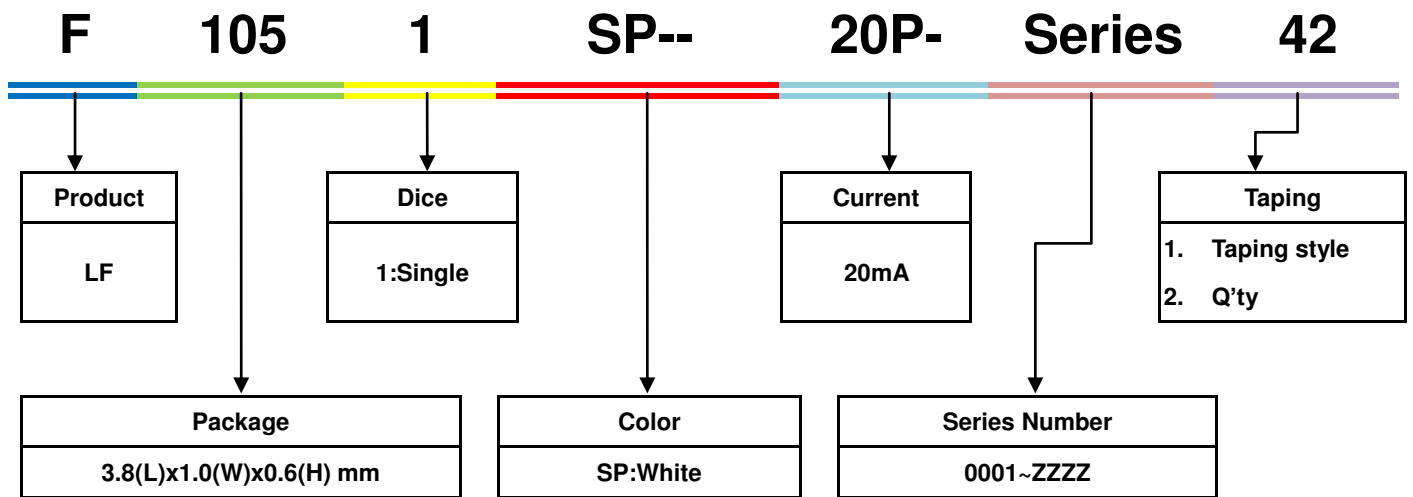 F 105 1 SP-- 20P- Series 42
Product
LF
Dice
1:Single
Current
20mA
Taping
1. Taping style
2. Q’ty
Package
3.8(L)x1.0(W)x0.6(H) mm
Color
SP:White
Series Number
0001~ZZZZ